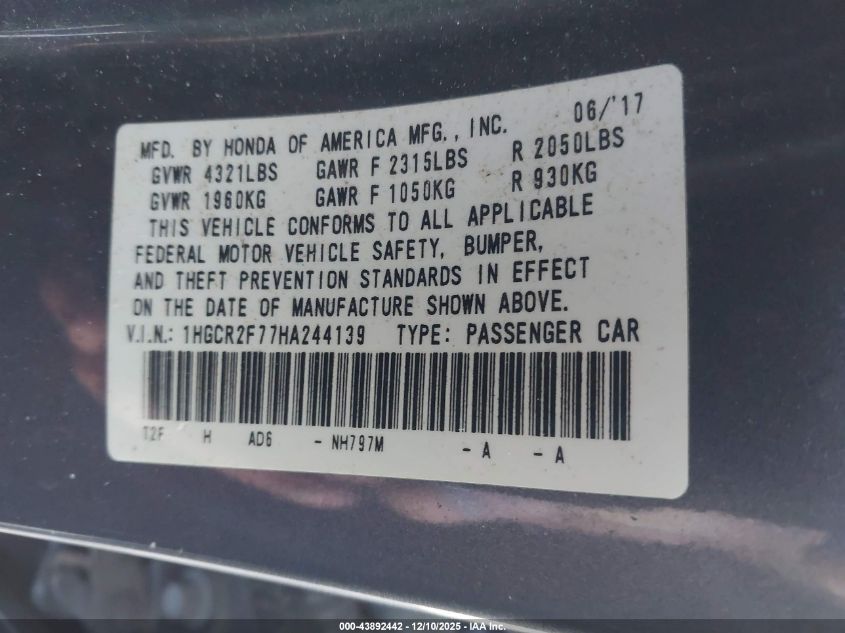 MFD. BY HONDA OF AMERICA MFG., INC. 06/'17
GVWR 4321LBS GAWR F 2315LBS R 2050LBS
GVWR 1960KG GAWR F 1050KG R 930KG
THIS VEHICLE CONFORMS TO ALL APPLICABLE
FEDERAL MOTOR VEHICLE SAFETY, BUMPER,
AND THEFT PREVENTION STANDARDS IN EFFECT
ON THE DATE OF MANUFACTURE SHOWN ABOVE.
V.I.N.: 1HGCR2F77HA244139 TYPE: PASSENGER CAR
T2F H AD6 - NH797M - A - A
000-43892442 - 12/10/2025 - IAA Inc.